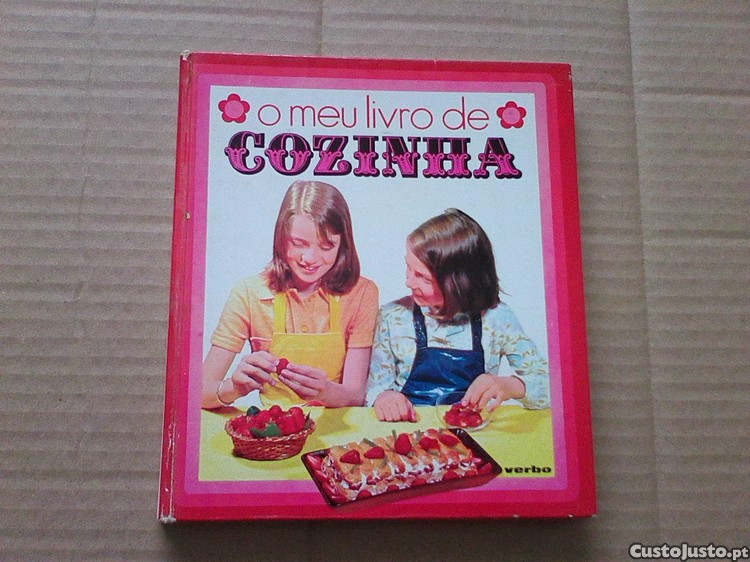 o meu livro de
COZINHA
verbo
CustoJusto.pt